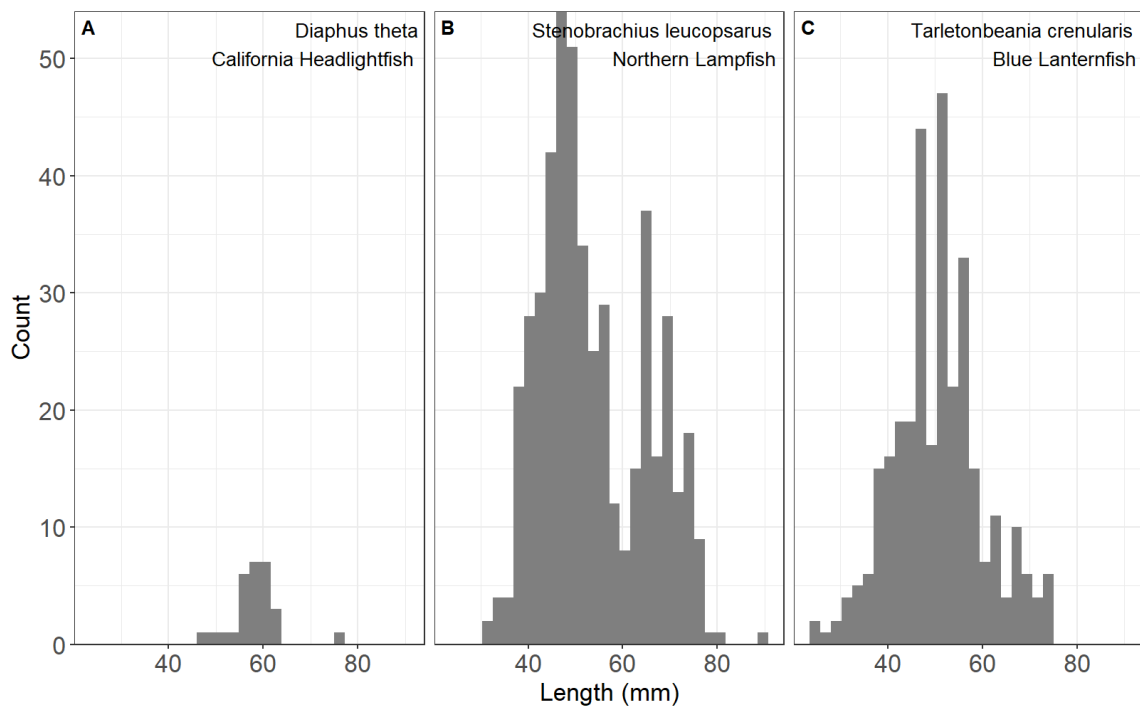 A Diaphus theta
California Headlightfish
B Stenobrachius leucopsarus
Northern Lampfish
C Tarletonbeania crenularis
Blue Lanternfish
50
40
30
20
10
0
Count
40 60 80
40 60 80
40 60 80
Length (mm)